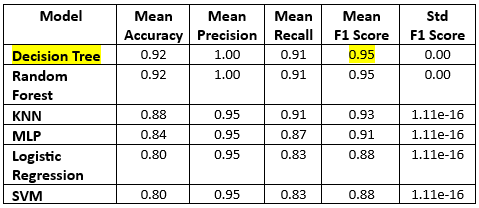 Model Mean Accuracy Mean Precision Mean Recall Mean F1 Score Std F1 Score
Decision Tree 0.92 1.00 0.91 0.95 0.00
Random Forest 0.92 1.00 0.91 0.95 0.00
KNN 0.88 0.95 0.91 0.93 1.11e-16
MLP 0.84 0.95 0.87 0.91 1.11e-16
Logistic Regression 0.80 0.95 0.83 0.88 1.11e-16
SVM 0.80 0.95 0.83 0.88 1.11e-16